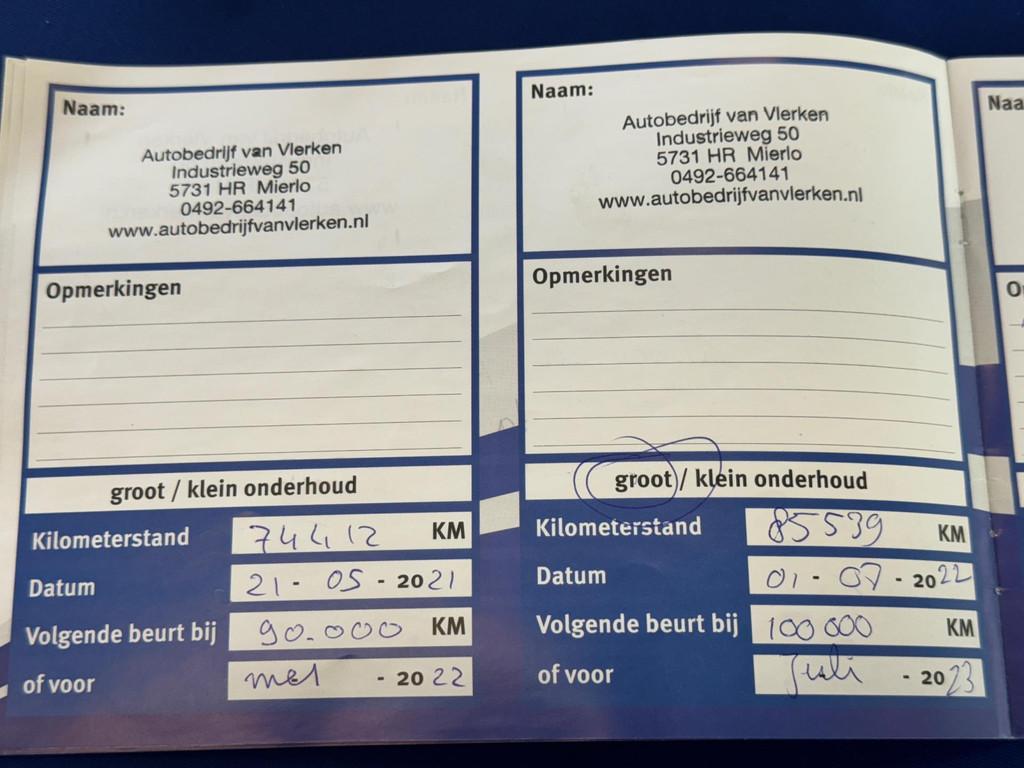 Naam:
Autobedrijf van Vlerken
Industrieweg 50
5731 HR Mierlo
0492-664141
www.autobedrijfvanvlerken.nl
Opmerkingen
groot / klein onderhoud
Kilometerstand 74412 KM
Datum 21 - 05 - 2021
Volgende beurt bij 90.000 KM
of voor mei - 2022
Naam:
Autobedrijf van Vlerken
Industrieweg 50
5731 HR Mierlo
0492-664141
www.autobedrijfvanvlerken.nl
Opmerkingen
groot / klein onderhoud
Kilometerstand 85539 KM
Datum 01 - 07 - 2022
Volgende beurt bij 100000 KM
of voor Juli - 2023
Naa
O